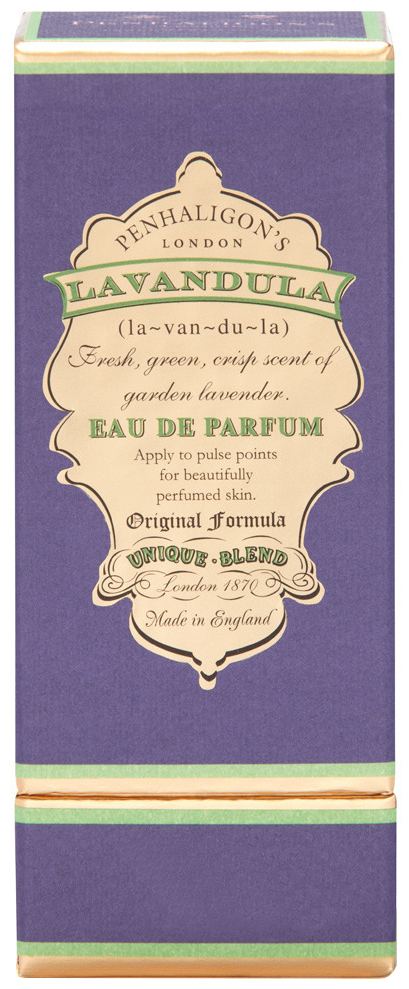 PENHALIGON'S
PENHALIGON'S
LONDON
LAVANDULA
(la~van~du~la)
Fresh, green, crisp scent of
garden lavender.
EAU DE PARFUM
Apply to pulse points
for beautifully
perfumed skin.
Original Formula
UNIQUE · BLEND
London 1870
Made in England